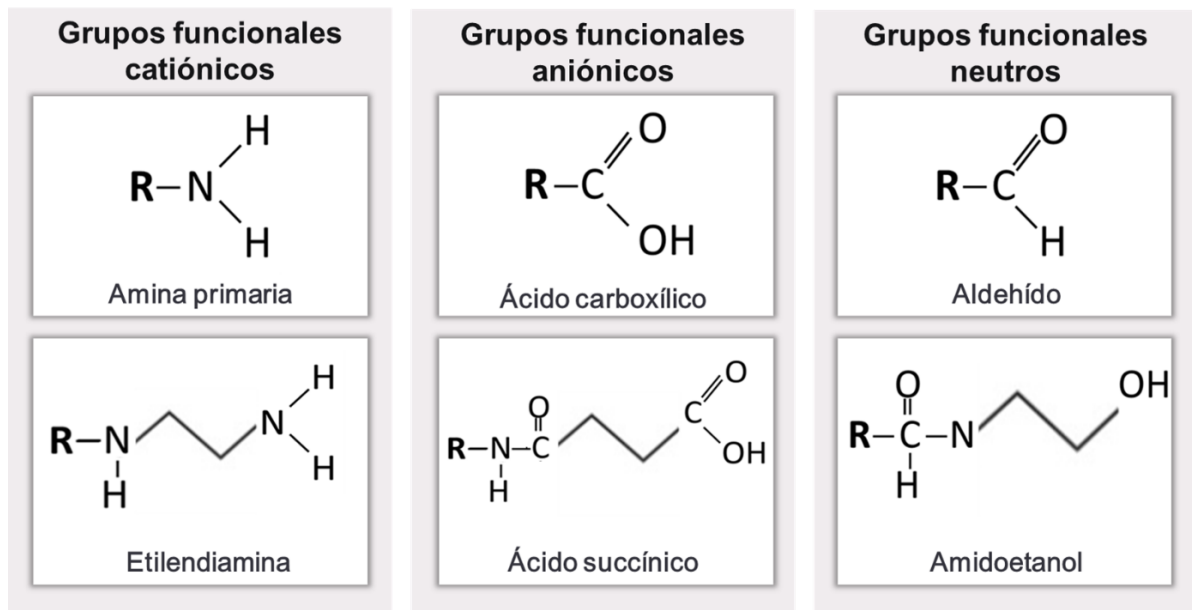 Grupos funcionales
catiónicos
H
R–N
H
Amina primaria
H
R–N
N
H
H
Etilendiamina
Grupos funcionales
aniónicos
O
R–C
OH
Ácido carboxílico
O
O
C
R–N–C
OH
H
Ácido succínico
Grupos funcionales
neutros
O
R–C
H
Aldehído
O
OH
R–C–N
H
Amidoetanol